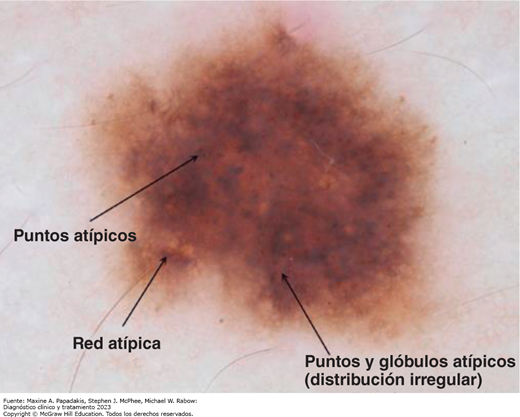 Puntos atípicos
Red atípica
Puntos y glóbulos atípicos
(distribución irregular)
Fuente: Maxine A. Papadakis, Stephen J. McPhee, Michael W. Rabow:
Diagnóstico clínico y tratamiento 2023
Copyright © McGraw Hill Education. Todos los derechos reservados.